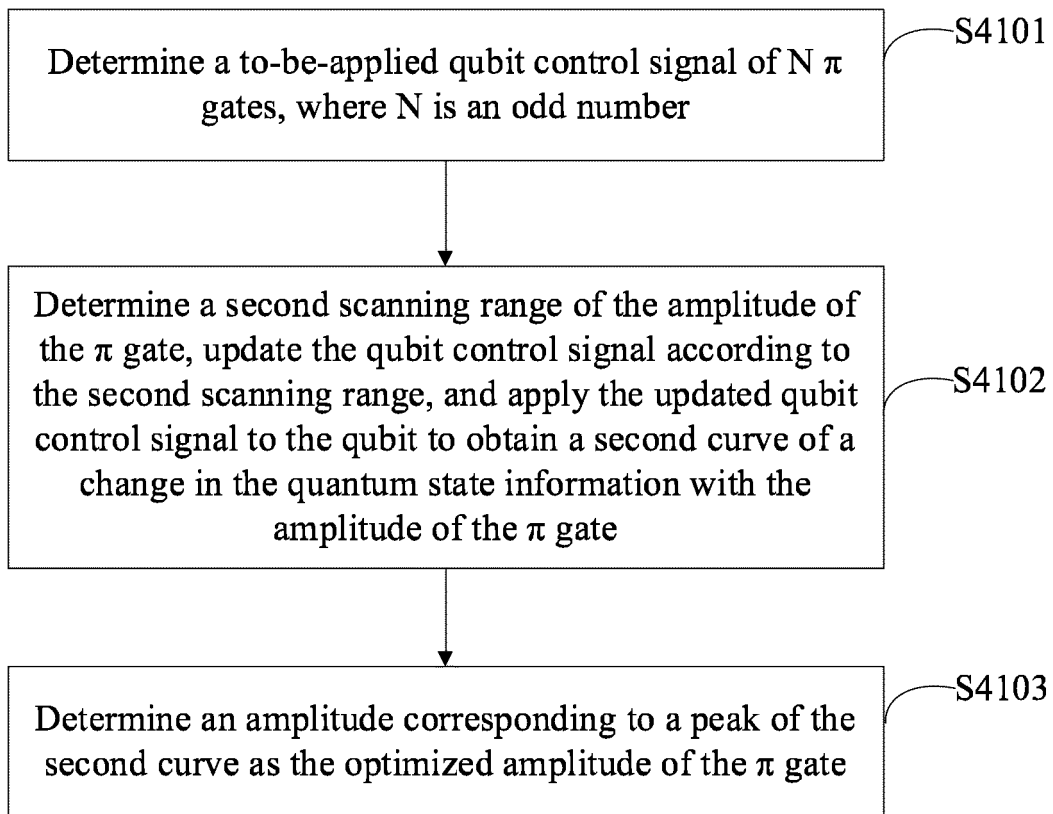 Determine a to-be-applied qubit control signal of N π
gates, where N is an odd number
S4101
Determine a second scanning range of the amplitude of
the π gate, update the qubit control signal according to
the second scanning range, and apply the updated qubit
control signal to the qubit to obtain a second curve of a
change in the quantum state information with the
amplitude of the π gate
S4102
Determine an amplitude corresponding to a peak of the
second curve as the optimized amplitude of the π gate
S4103